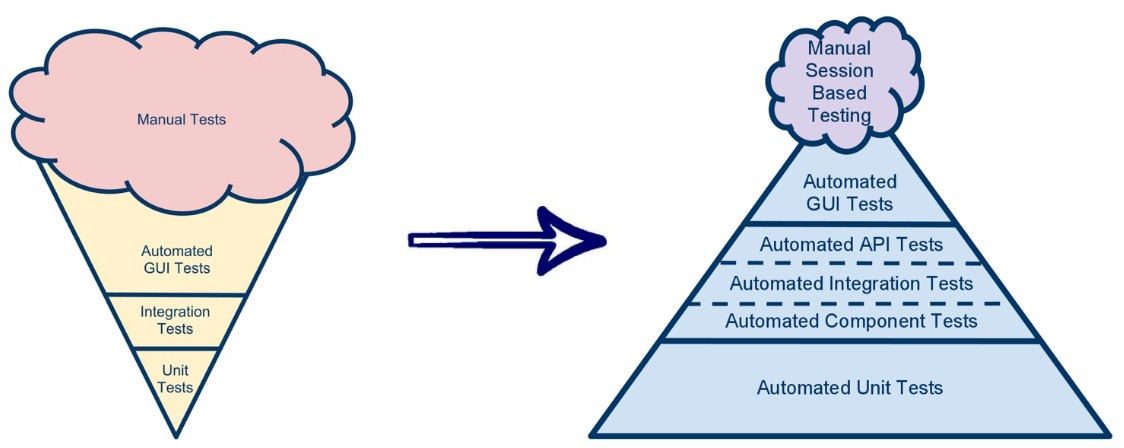 Manual Tests
Automated
GUI Tests
Integration
Tests
Unit
Tests
Manual
Session
Based
Testing
Automated
GUI Tests
Automated API Tests
Automated Integration Tests
Automated Component Tests
Automated Unit Tests